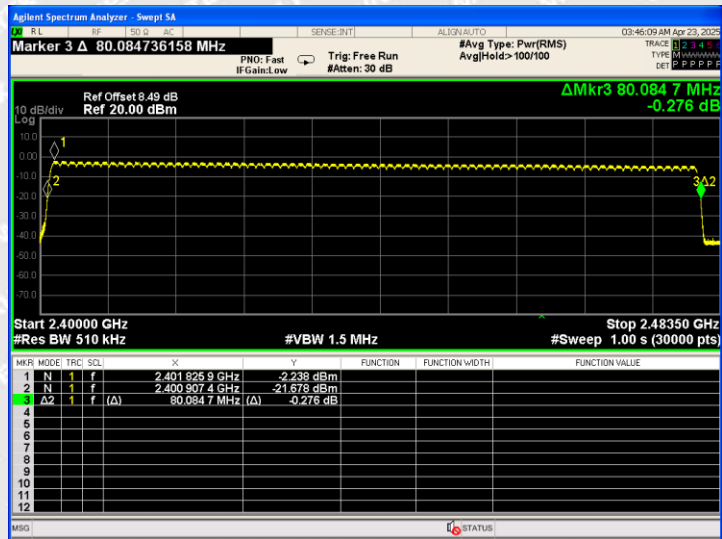 Agilent Spectrum Analyzer - Swept SA
RL RF 50 Ω AC SENSE:INT ALIGNAUTO 03:46:09 AM Apr 23, 2025
Marker 3 Δ 80.084736158 MHz #Avg Type: Pwr(RMS) TRACE 1 2 3 4 5
PNO: Fast Trig: Free Run Avg|Hold:>100/100 TYPE M
IFGain:Low #Atten: 30 dB DET P P P P P
ΔMkr3 80.084 7 MHz
Ref Offset 8.49 dB
10 dB/div Ref 20.00 dBm -0.276 dB
Log
10.0
1
0.00
-10.0
2 3Δ2
-20.0
-30.0
-40.0
-50.0
-60.0
-70.0
Start 2.40000 GHz Stop 2.48350 GHz
#Res BW 510 kHz #VBW 1.5 MHz #Sweep 1.00 s (30000 pts)
MKR MODE TRC SCL X Y FUNCTION FUNCTION WIDTH FUNCTION VALUE
1 N 1 f 2.401 825 9 GHz -2.238 dBm
2 N 1 f 2.400 907 4 GHz -21.678 dBm
3 Δ2 1 f (Δ) 80.084 7 MHz (Δ) -0.276 dB
4
5
6
7
8
9
10
11
12
MSG STATUS